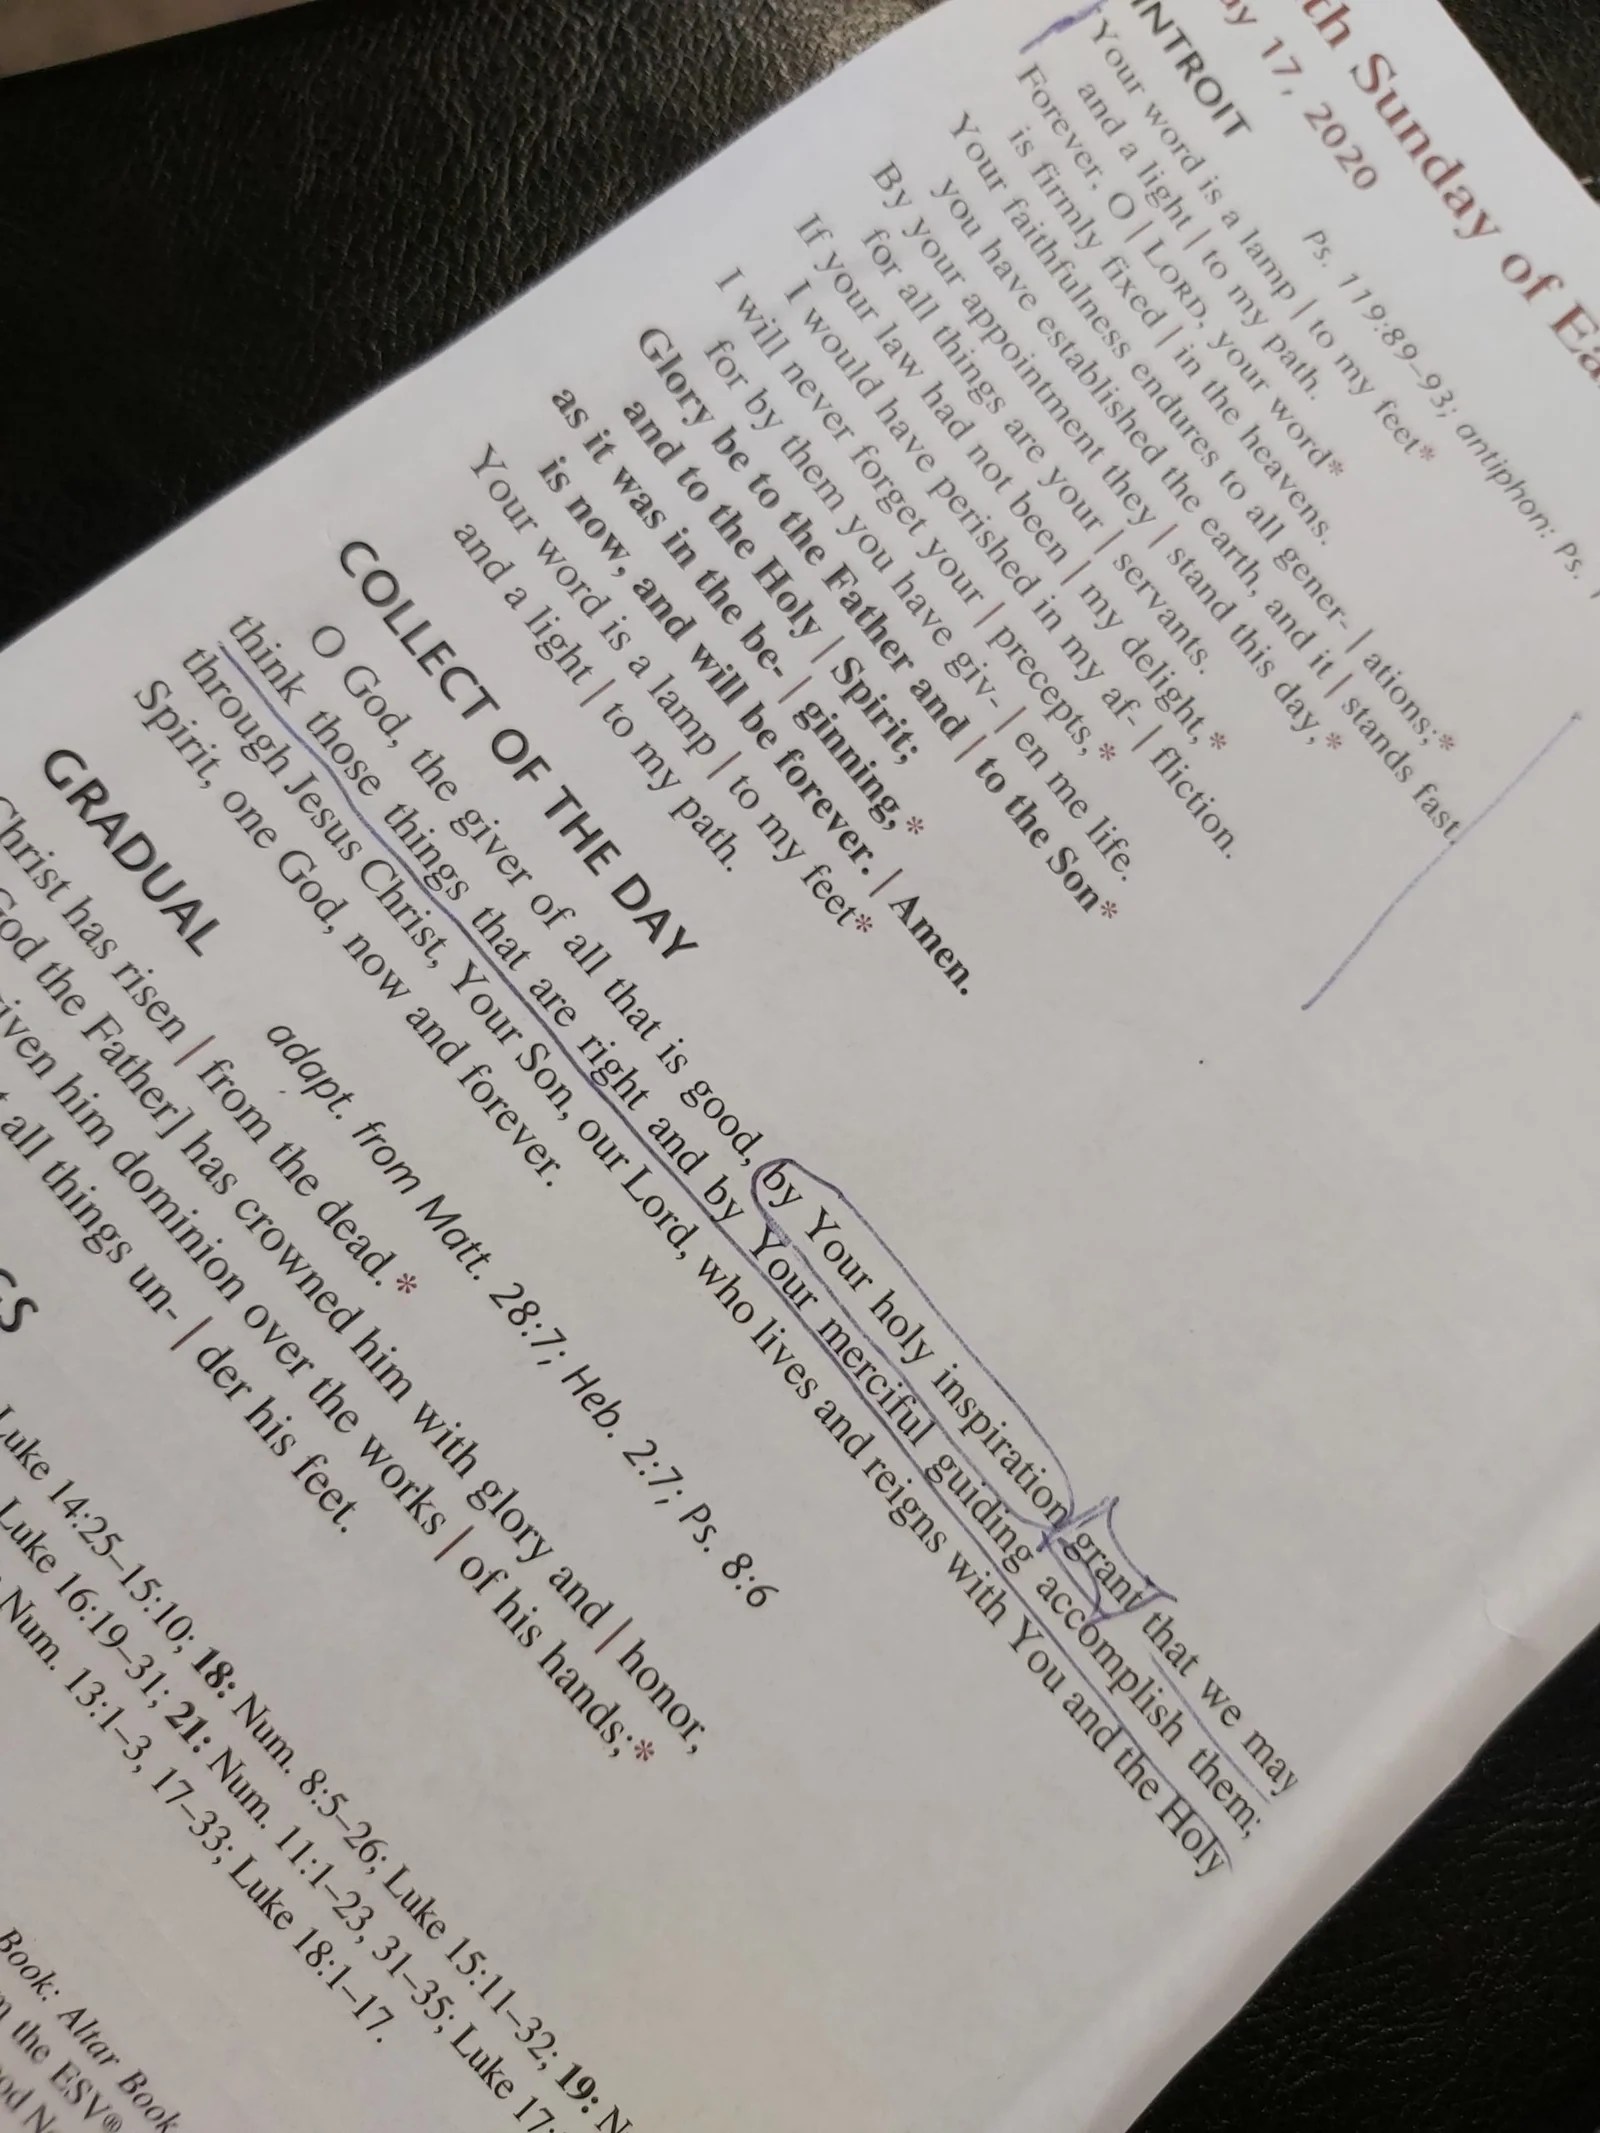 th Sunday of Ea
ay 17, 2020
INTROIT
Ps. 119:89–93; antiphon: Ps.
Your word is a lamp | to my feet*
and a light | to my path.
Forever, O | LORD, your word*
is firmly fixed | in the heavens.
Your faithfulness endures to all gener- | ations;*
you have established the earth, and it | stands fast.
By your appointment they | stand this day,*
for all things are your | servants.
If your law had not been | my delight,*
I would have perished in my af- | fliction.
I will never forget your | precepts,*
for by them you have giv- | en me life.
Glory be to the Father and | to the Son*
and to the Holy | Spirit;
as it was in the be- | ginning,*
is now, and will be forever. | Amen.
Your word is a lamp | to my feet*
and a light | to my path.
COLLECT OF THE DAY
O God, the giver of all that is good, by Your holy inspiration grant that we may
think those things that are right and by Your merciful guiding accomplish them;
through Jesus Christ, Your Son, our Lord, who lives and reigns with You and the Holy
Spirit, one God, now and forever.
GRADUAL
adapt. from Matt. 28:7; Heb. 2:7; Ps. 8:6
Christ has risen | from the dead.*
God the Father] has crowned him with glory and | honor,
iven him dominion over the works | of his hands;*
t all things un- | der his feet.
GS
Luke 14:25–15:10; 18: Num. 8:5–26; Luke 15:11–32; 19: N
Luke 16:19–31; 21: Num. 11:1–23, 31–35; Luke 17:
Num. 13:1–3, 17–33; Luke 18:1–17.
Book: Altar Book
the ESV®